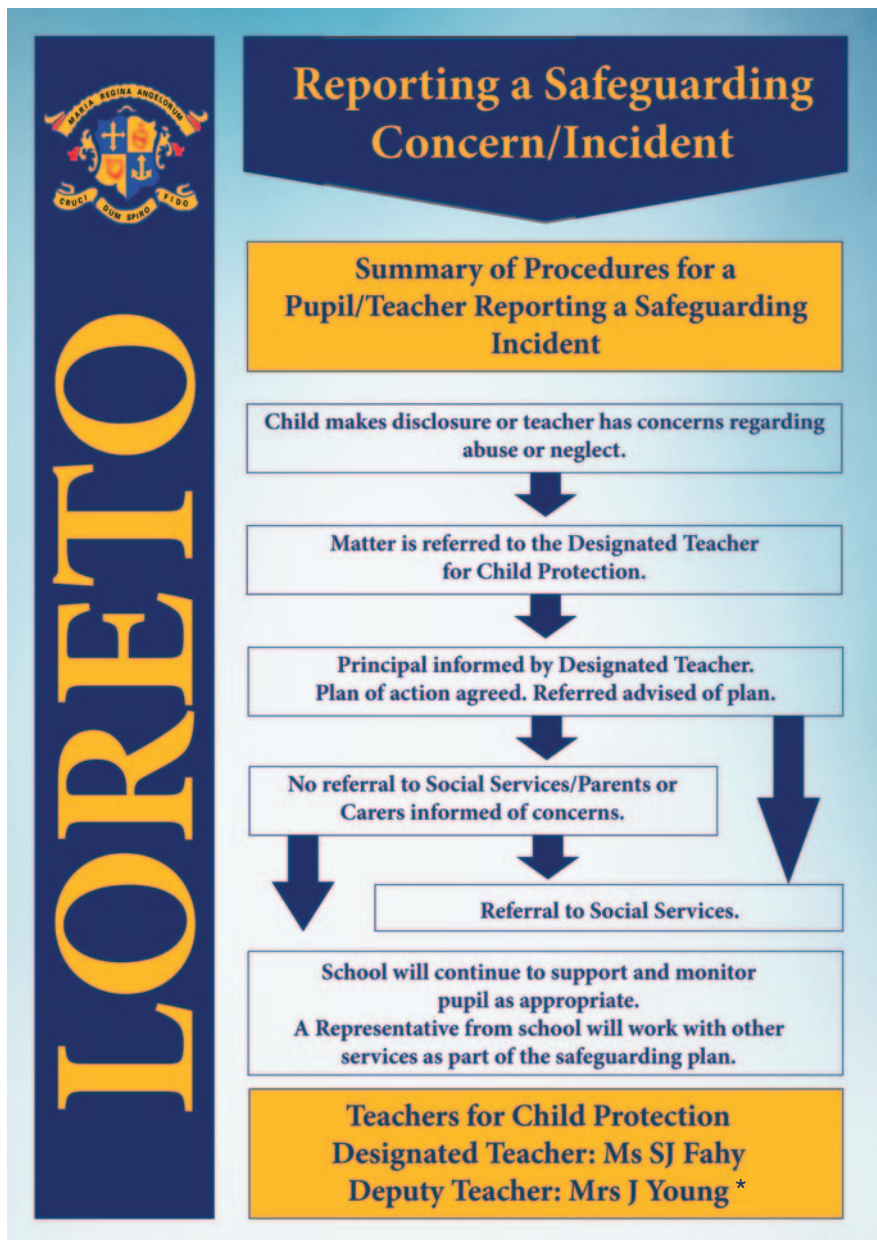 MARIA REGINA ANGELORUM
CRUCI DUM SPIRO FIDO
LORETO
Reporting a Safeguarding
Concern/Incident
Summary of Procedures for a
Pupil/Teacher Reporting a Safeguarding
Incident
Child makes disclosure or teacher has concerns regarding
abuse or neglect.
Matter is referred to the Designated Teacher
for Child Protection.
Principal informed by Designated Teacher.
Plan of action agreed. Referred advised of plan.
No referral to Social Services/Parents or
Carers informed of concerns.
Referral to Social Services.
School will continue to support and monitor
pupil as appropriate.
A Representative from school will work with other
services as part of the safeguarding plan.
Teachers for Child Protection
Designated Teacher: Ms SJ Fahy
Deputy Teacher: Mrs J Young *